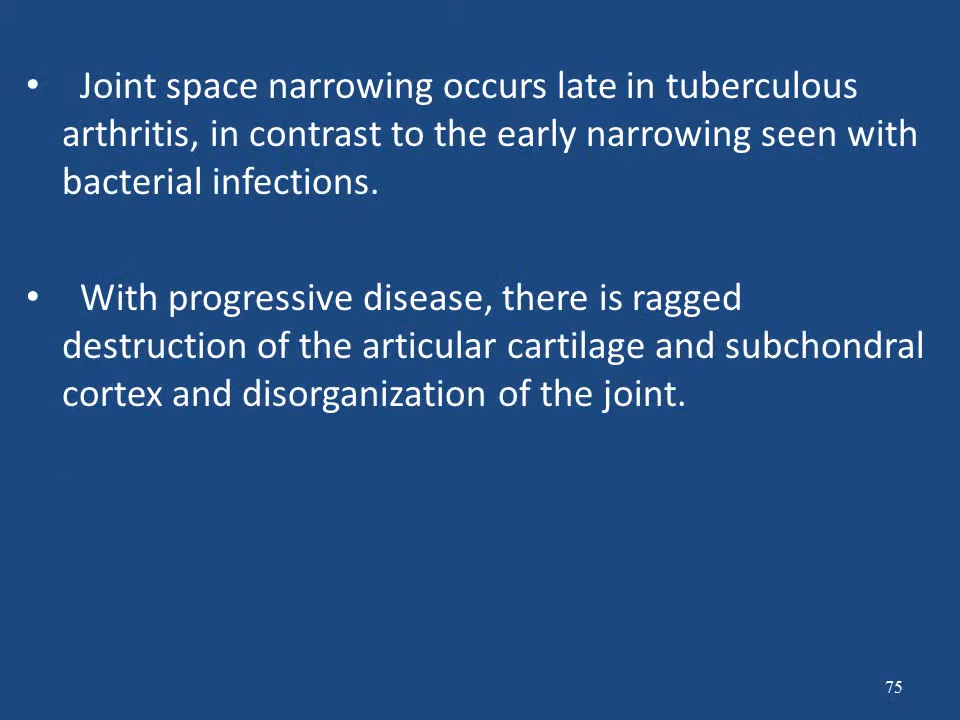 • Joint space narrowing occurs late in tuberculous
arthritis, in contrast to the early narrowing seen with
bacterial infections.
• With progressive disease, there is ragged
destruction of the articular cartilage and subchondral
cortex and disorganization of the joint.
75